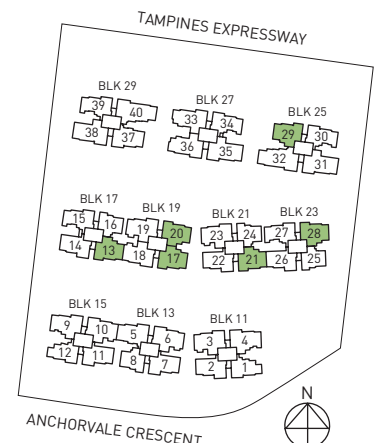 TAMPINES EXPRESSWAY
BLK 29
BLK 27
BLK 25
39 40
38 37
33 34
36 35
29 30
32 31
BLK 17
BLK 19
BLK 21
BLK 23
15 16
14 13
19 20
18 17
23 24
22 21
27 28
26 25
BLK 15
BLK 13
BLK 11
9 10
12 11
5 6
8 7
3 4
2 1
N
ANCHORVALE CRESCENT